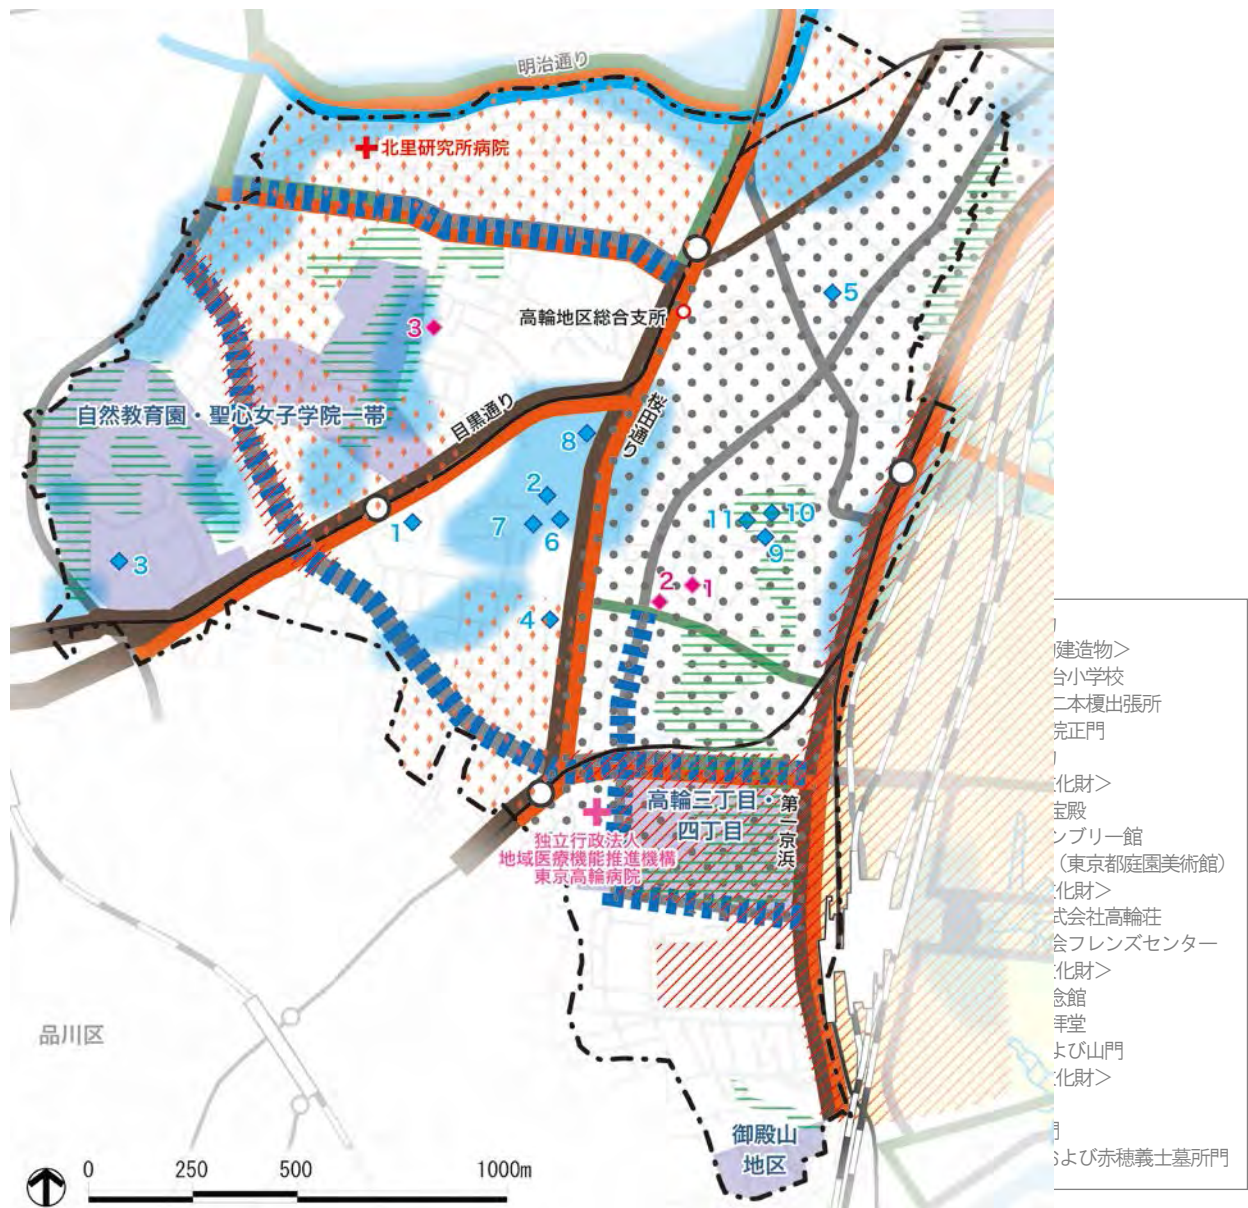 明治通り
北里研究所病院
5
高輪地区総合支所
3
自然教育園・聖心女子学院一帯
目黒通り
桜田通り
8
2
1
7
6
11
10
9
3
2
1
4
高輪三丁目・
四丁目
第一京浜
独立行政法人
地域医療機能推進機構
東京高輪病院
建造物＞
台小学校
二本榎出張所
院正門
化財＞
宝殿
ンブリー館
（東京都庭園美術館）
化財＞
式会社高輪荘
会フレンズセンター
化財＞
念館
拝堂
よび山門
化財＞
門
および赤穂義士墓所門
品川区
御殿山
地区
0 250 500 1000m